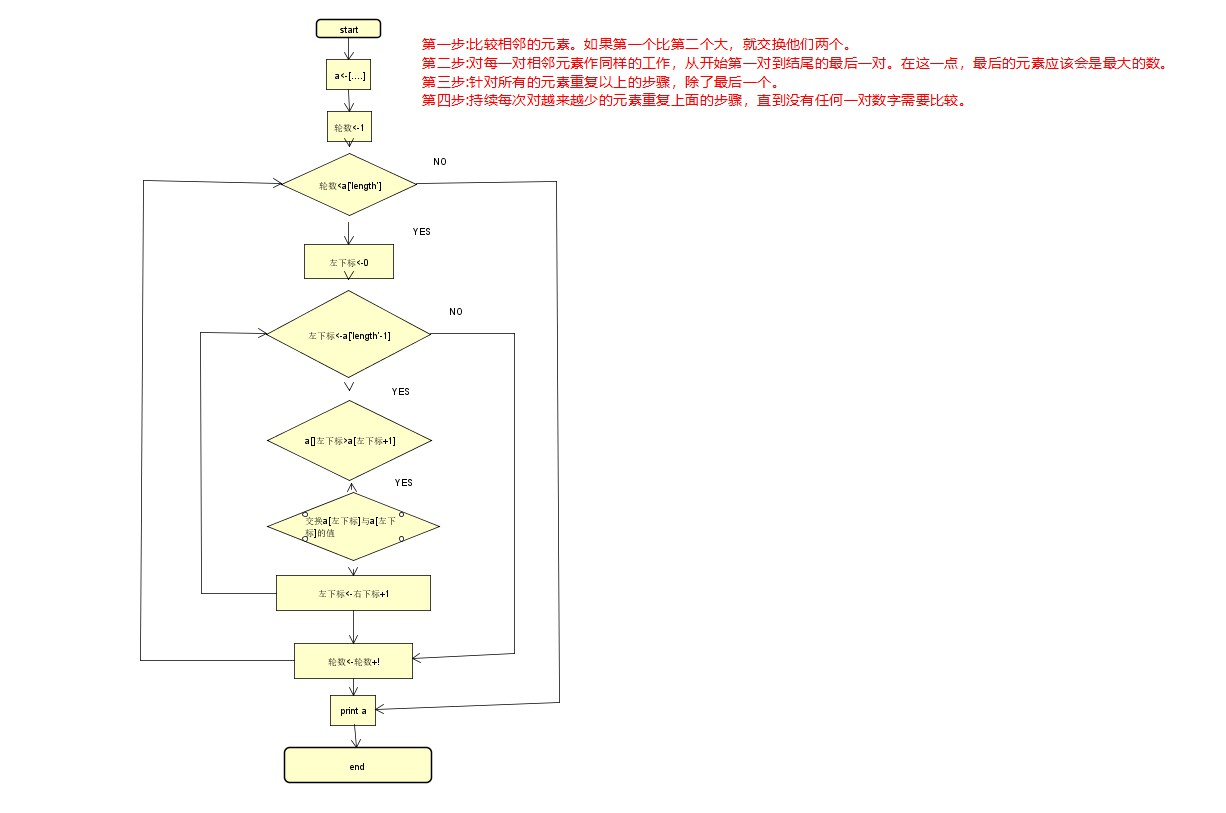 start
第一步:比较相邻的元素。如果第一个比第二个大，就交换他们两个。
第二步:对每一对相邻元素作同样的工作，从开始第一对到结尾的最后一对。在这一点，最后的元素应该会是最大的数。
a<-[....]
第三步:针对所有的元素重复以上的步骤，除了最后一个。
第四步:持续每次对越来越少的元素重复上面的步骤，直到没有任何一对数字需要比较。
轮数<-1
NO
轮数<a['length']
YES
左下标<-0
NO
左下标<-a['length'-1]
YES
a[]左下标>a[左下标+1]
YES
交换a[左下标]与a[左下
标]的值
左下标<-右下标+1
轮数<-轮数+!
print a
end